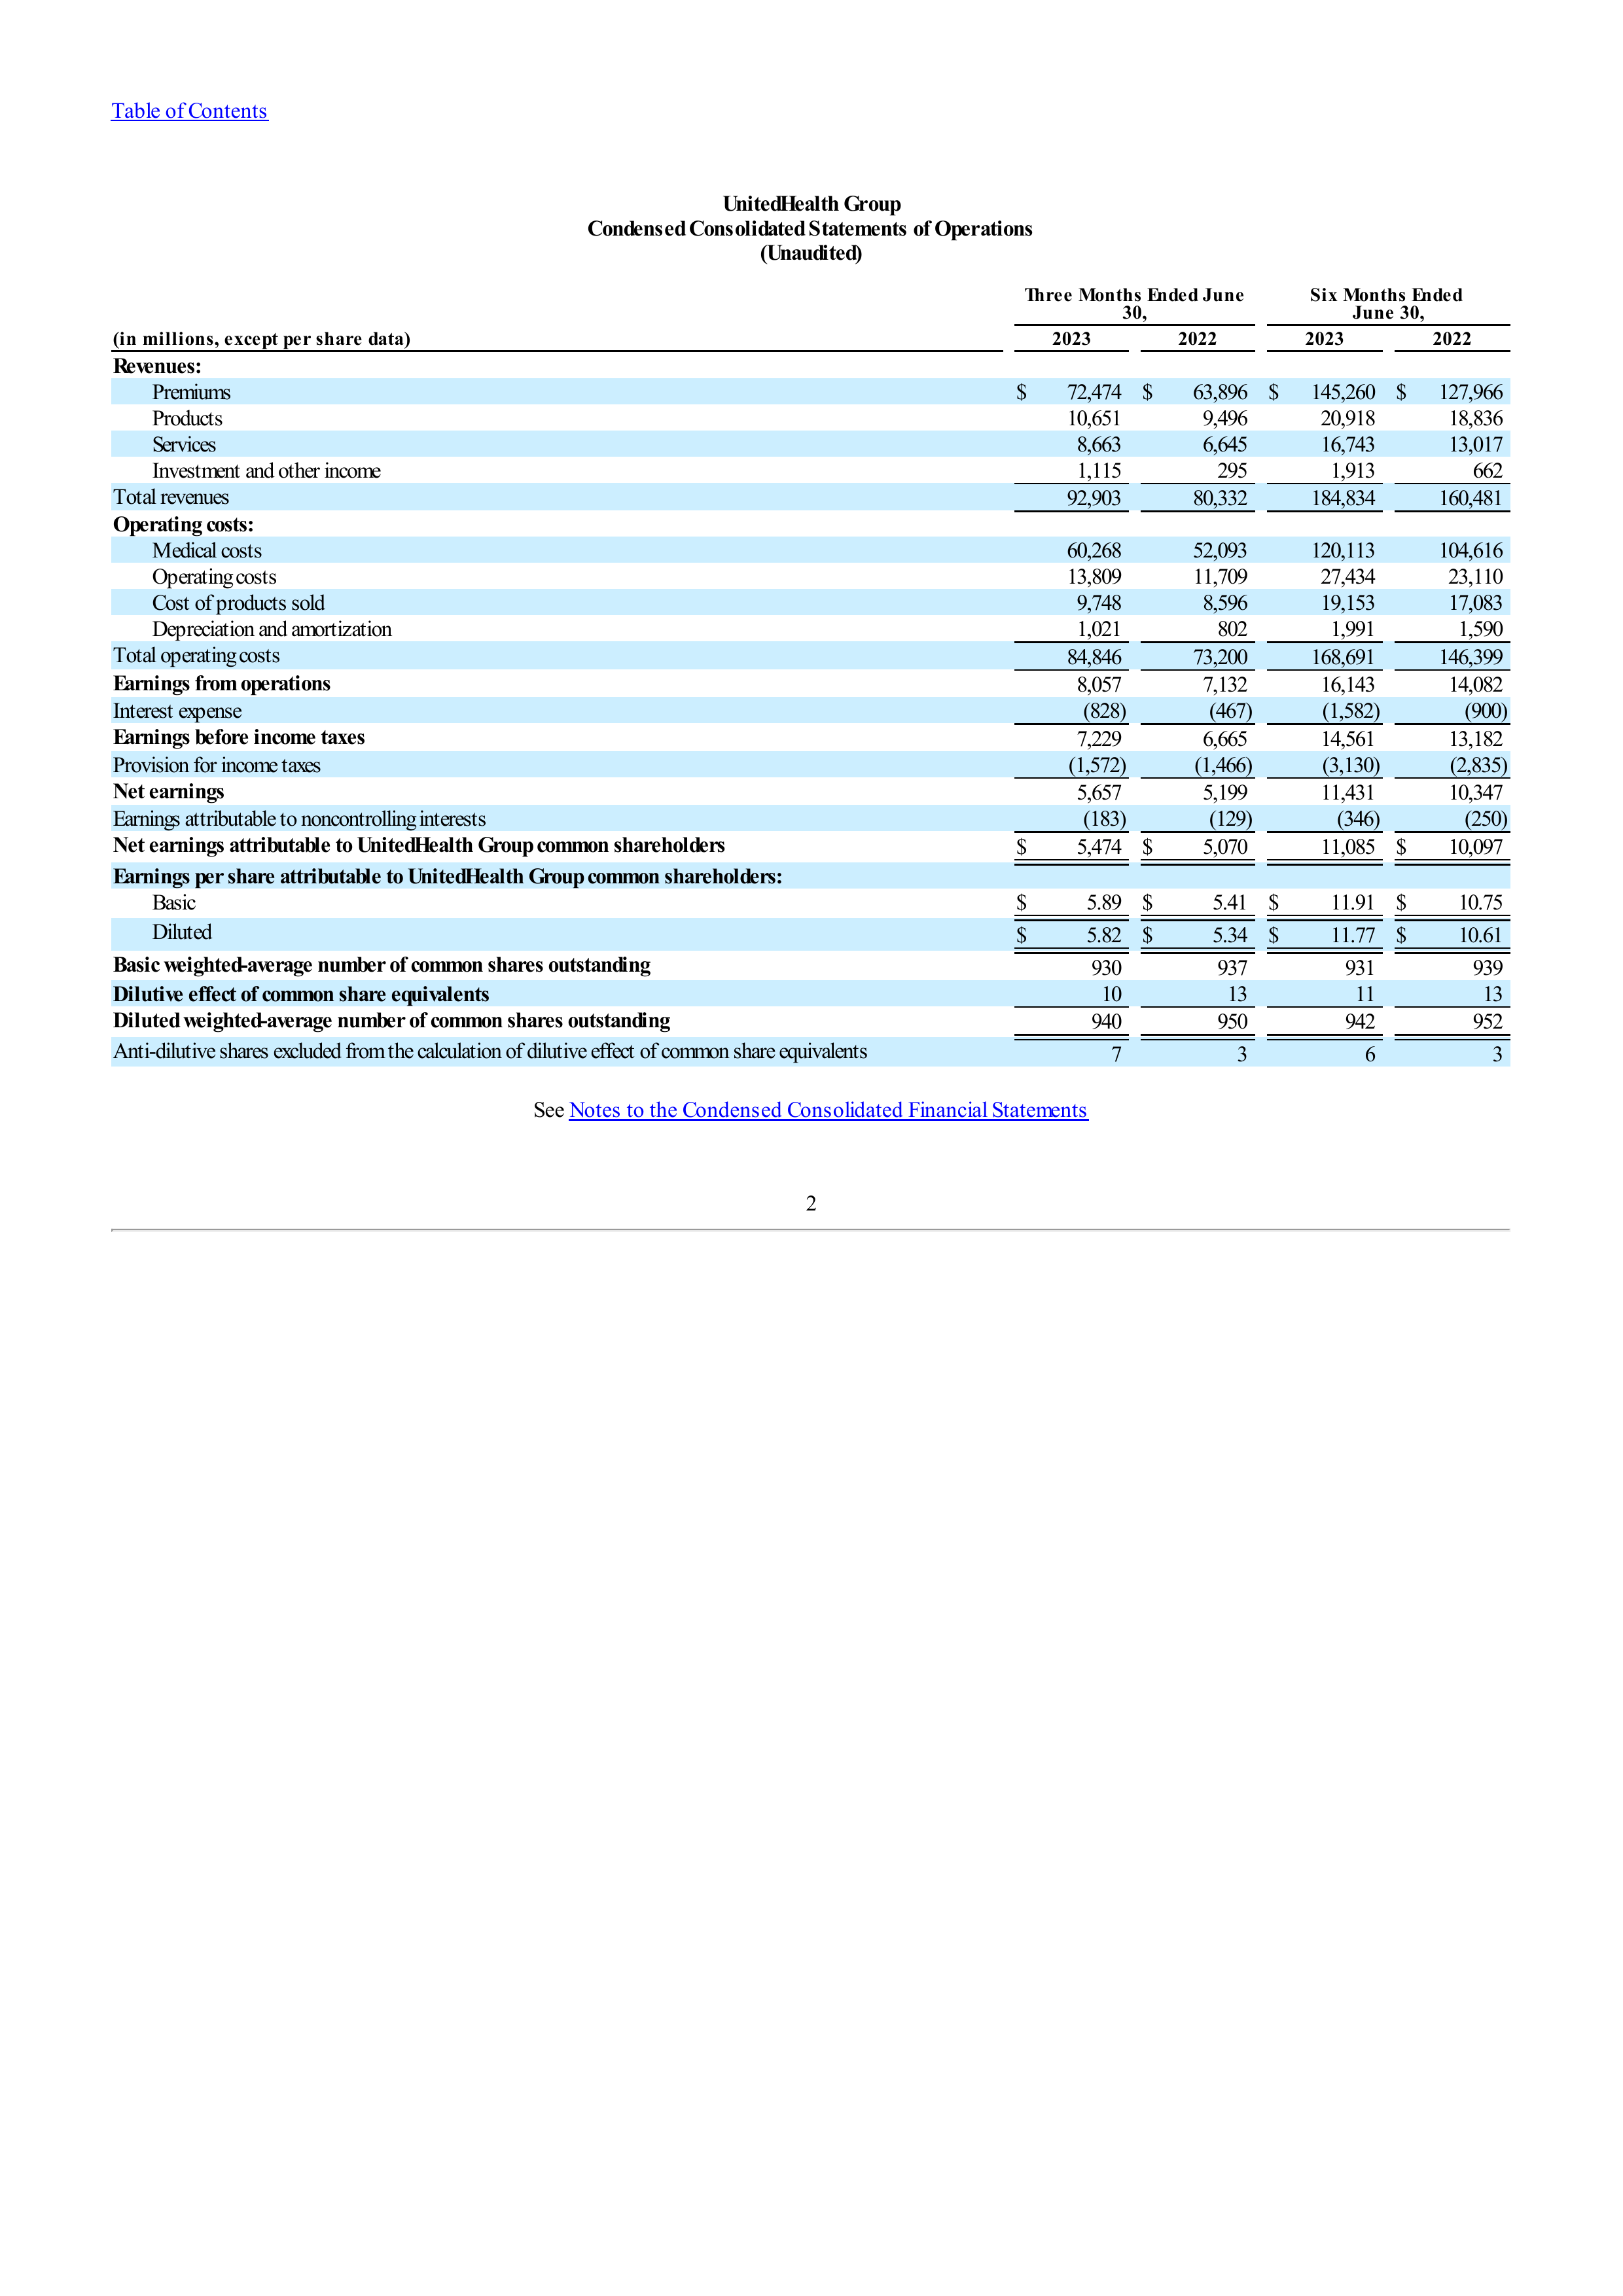 Table of Contents
UnitedHealth Group
Condensed Consolidated Statements of Operations
(Unaudited)
Three Months Ended June 30, Six Months Ended June 30,
(in millions, except per share data) 2023 2022 2023 2022
Revenues:
Premiums $ 72,474 $ 63,896 $ 145,260 $ 127,966
Products 10,651 9,496 20,918 18,836
Services 8,663 6,645 16,743 13,017
Investment and other income 1,115 295 1,913 662
Total revenues 92,903 80,332 184,834 160,481
Operating costs:
Medical costs 60,268 52,093 120,113 104,616
Operating costs 13,809 11,709 27,434 23,110
Cost of products sold 9,748 8,596 19,153 17,083
Depreciation and amortization 1,021 802 1,991 1,590
Total operating costs 84,846 73,200 168,691 146,399
Earnings from operations 8,057 7,132 16,143 14,082
Interest expense (828) (467) (1,582) (900)
Earnings before income taxes 7,229 6,665 14,561 13,182
Provision for income taxes (1,572) (1,466) (3,130) (2,835)
Net earnings 5,657 5,199 11,431 10,347
Earnings attributable to noncontrolling interests (183) (129) (346) (250)
Net earnings attributable to UnitedHealth Group common shareholders $ 5,474 $ 5,070 11,085 $ 10,097
Earnings per share attributable to UnitedHealth Group common shareholders:
Basic $ 5.89 $ 5.41 $ 11.91 $ 10.75
Diluted $ 5.82 $ 5.34 $ 11.77 $ 10.61
Basic weighted-average number of common shares outstanding 930 937 931 939
Dilutive effect of common share equivalents 10 13 11 13
Diluted weighted-average number of common shares outstanding 940 950 942 952
Anti-dilutive shares excluded from the calculation of dilutive effect of common share equivalents 7 3 6 3
See Notes to the Condensed Consolidated Financial Statements
2